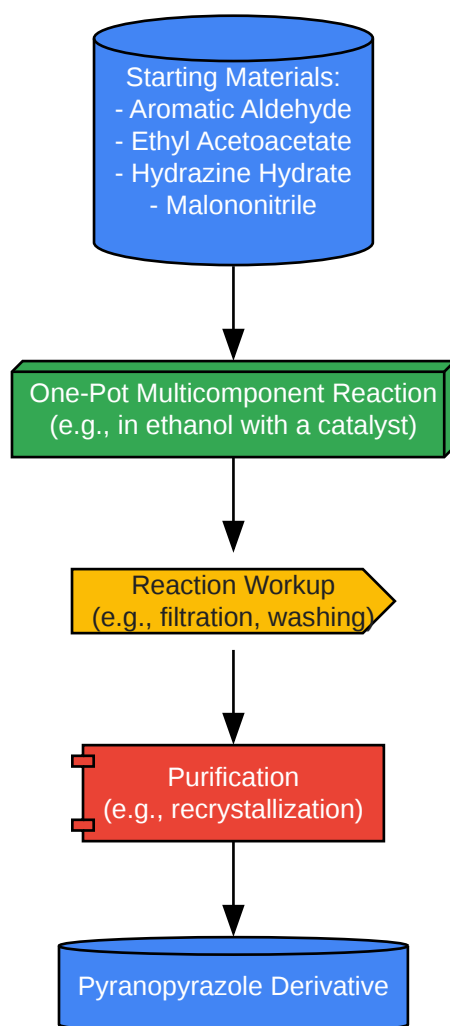 Starting Materials:
- Aromatic Aldehyde
- Ethyl Acetoacetate
- Hydrazine Hydrate
- Malononitrile
One-Pot Multicomponent Reaction
(e.g., in ethanol with a catalyst)
Reaction Workup
(e.g., filtration, washing)
Purification
(e.g., recrystallization)
Pyranopyrazole Derivative